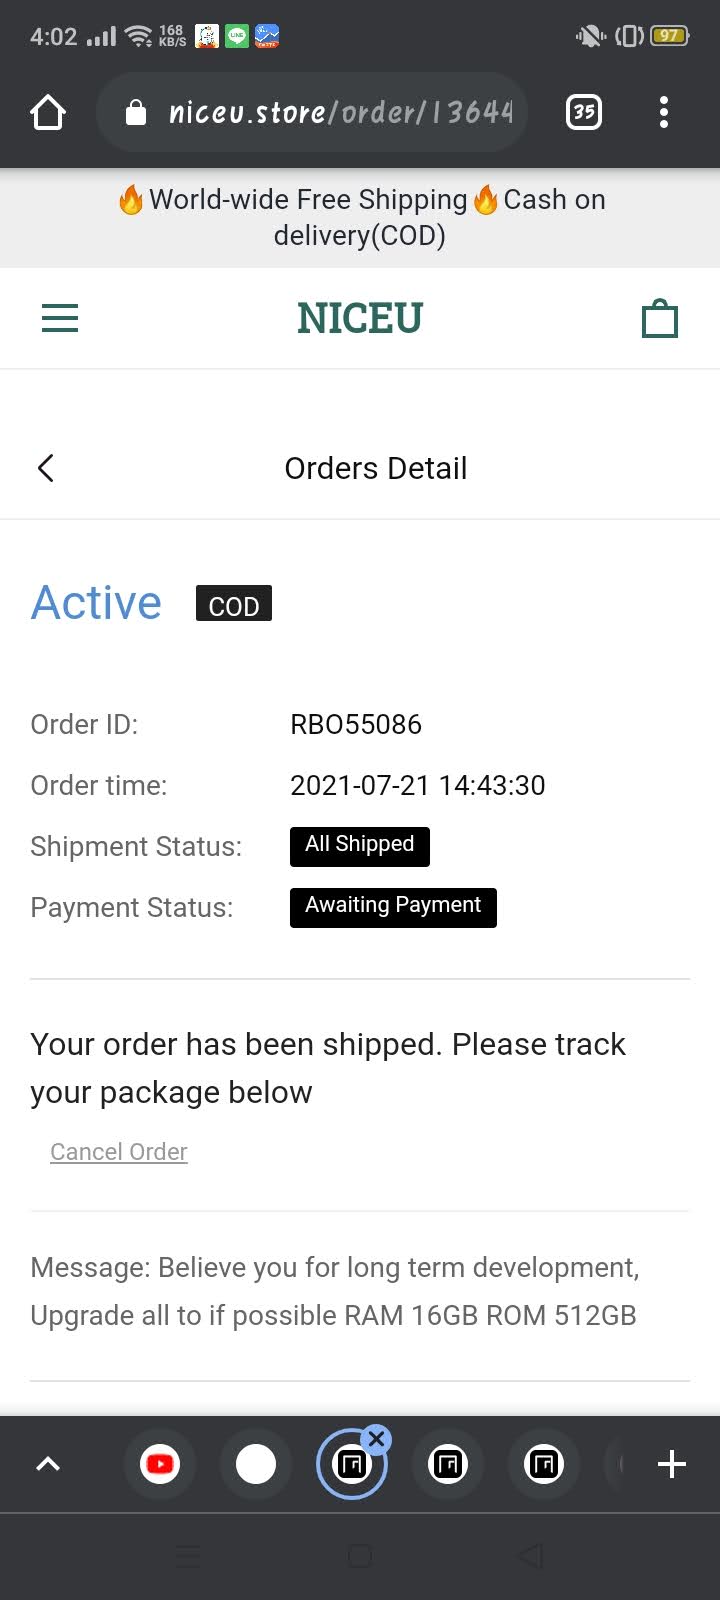 4:02 168 KB/S LINE 97
niceu.store/order/13644
35
🔥World-wide Free Shipping🔥Cash on
delivery(COD)
NICEU
Orders Detail
Active COD
Order ID: RBO55086
Order time: 2021-07-21 14:43:30
Shipment Status: All Shipped
Payment Status: Awaiting Payment
Your order has been shipped. Please track
your package below
Cancel Order
Message: Believe you for long term development,
Upgrade all to if possible RAM 16GB ROM 512GB